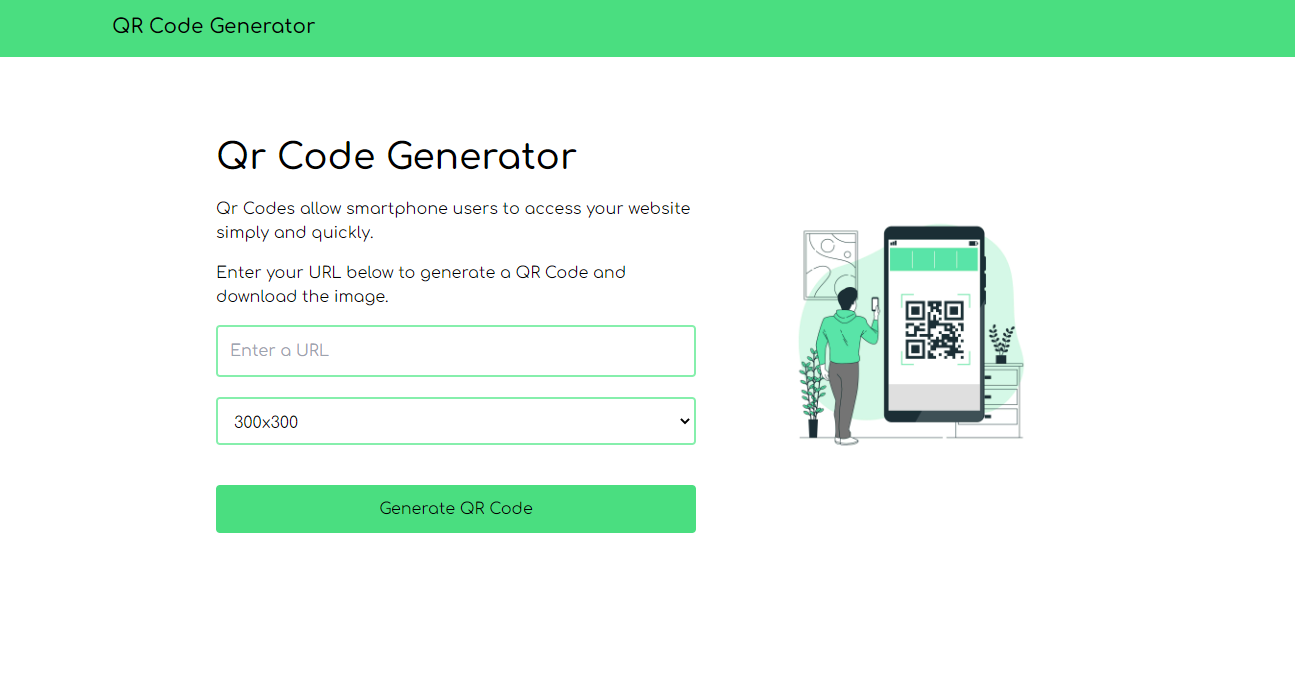 QR Code Generator
Qr Code Generator
Qr Codes allow smartphone users to access your website
simply and quickly.
Enter your URL below to generate a QR Code and
download the image.
Enter a URL
300x300
Generate QR Code